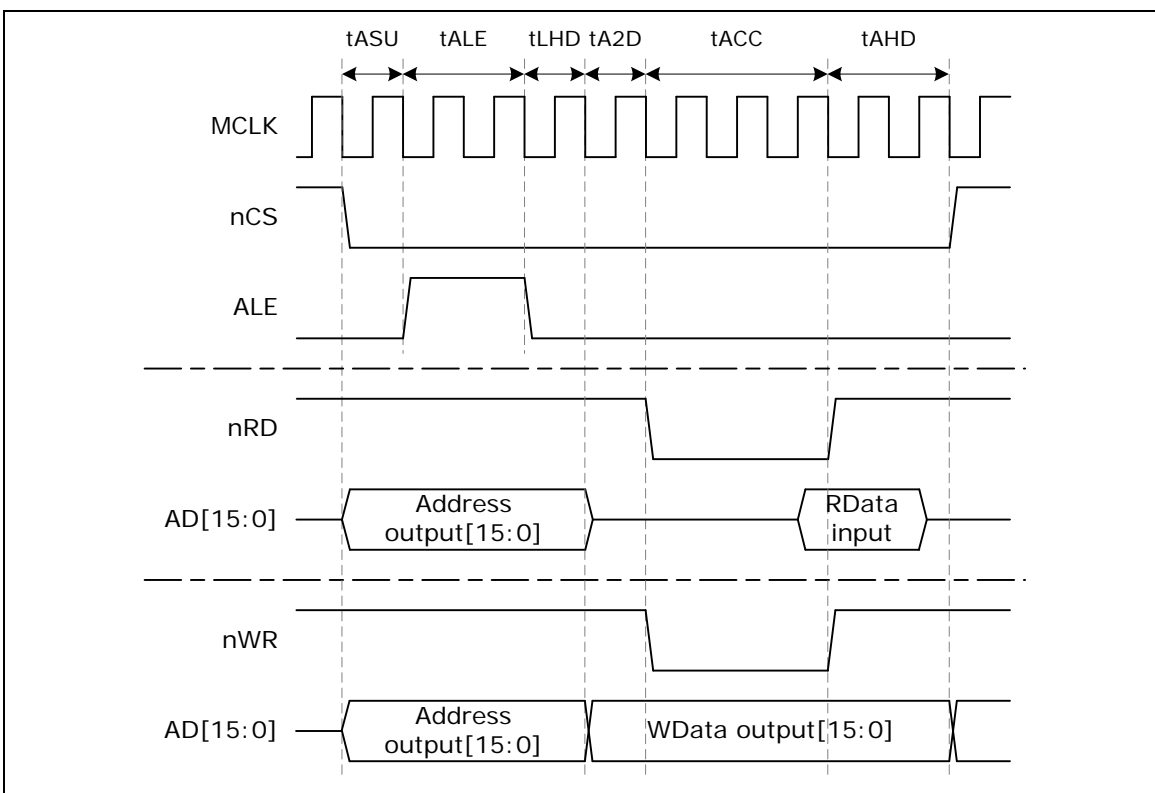 tASU tALE tLHD tA2D tACC tAHD
MCLK
nCS
ALE
nRD
AD[15:0]
Address
output[15:0]
RData
input
nWR
AD[15:0]
Address
output[15:0]
WData output[15:0]